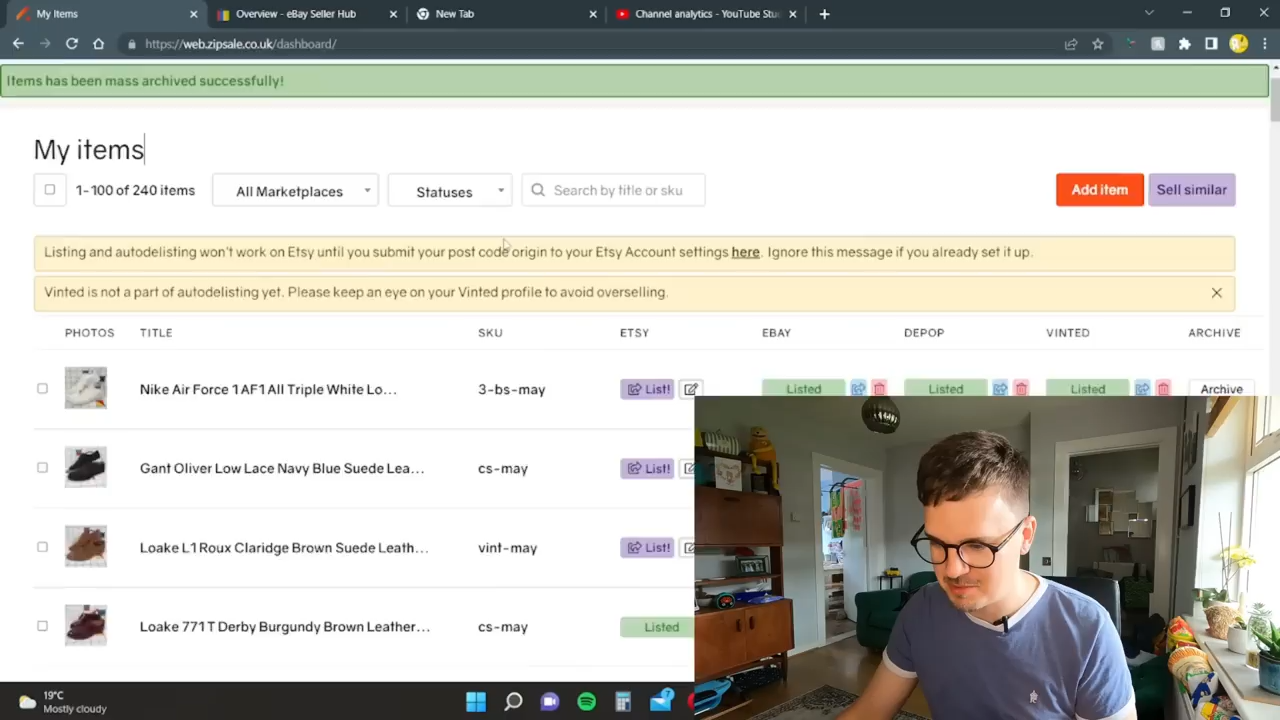 My Items
Overview - eBay Seller Hub
New Tab
Channel analytics - YouTube Stu
https://web.zipsale.co.uk/dashboard/
Items has been mass archived successfully!
My items
1-100 of 240 items
All Marketplaces
Statuses
Search by title or sku
Add item
Sell similar
Listing and autodelisting won't work on Etsy until you submit your post code origin to your Etsy Account settings here. Ignore this message if you already set it up.
Vinted is not a part of autodelisting yet. Please keep an eye on your Vinted profile to avoid overselling.
PHOTOS TITLE SKU ETSY EBAY DEPOP VINTED ARCHIVE
Nike Air Force 1 AF1 All Triple White Lo... 3-bs-may List! Listed Listed Listed Archive
Gant Oliver Low Lace Navy Blue Suede Lea... cs-may List!
Loake L1 Roux Claridge Brown Suede Leath... vint-may List!
Loake 771T Derby Burgundy Brown Leather... cs-may Listed
19°C
Mostly cloudy